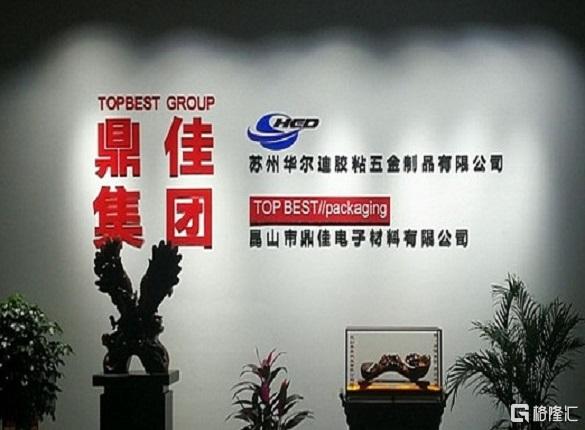 TOPBEST GROUP
鼎佳
集团
HED
苏州华尔迪胶粘五金制品有限公司
TOP BEST//packaging
昆山市鼎佳电子材料有限公司
格隆汇